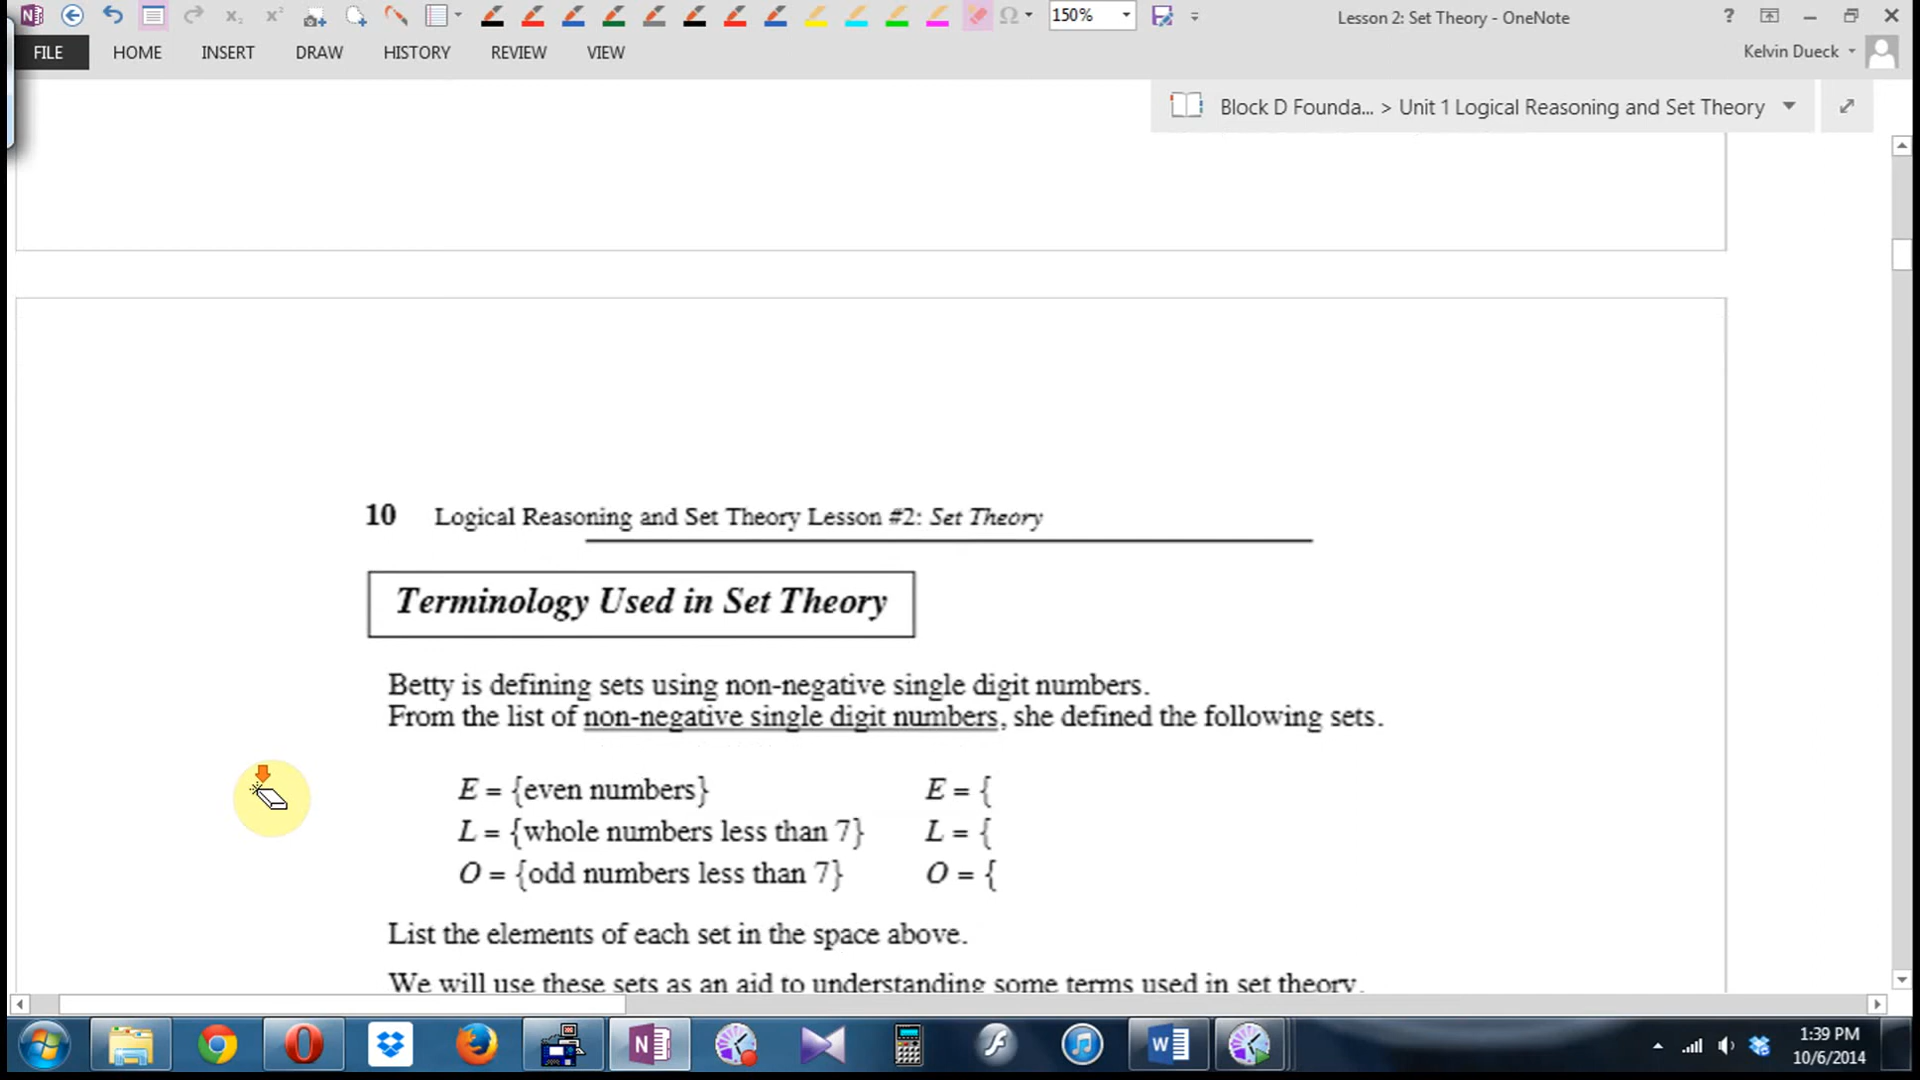 150%
Lesson 2: Set Theory - OneNote
?
FILE HOME INSERT DRAW HISTORY REVIEW VIEW
Kelvin Dueck
Block D Founda... > Unit 1 Logical Reasoning and Set Theory
10 Logical Reasoning and Set Theory Lesson #2: Set Theory
Terminology Used in Set Theory
Betty is defining sets using non-negative single digit numbers.
From the list of non-negative single digit numbers, she defined the following sets.
E = {even numbers} E = {
L = {whole numbers less than 7} L = {
O = {odd numbers less than 7} O = {
List the elements of each set in the space above.
We will use these sets as an aid to understanding some terms used in set theory.
1:39 PM
10/6/2014